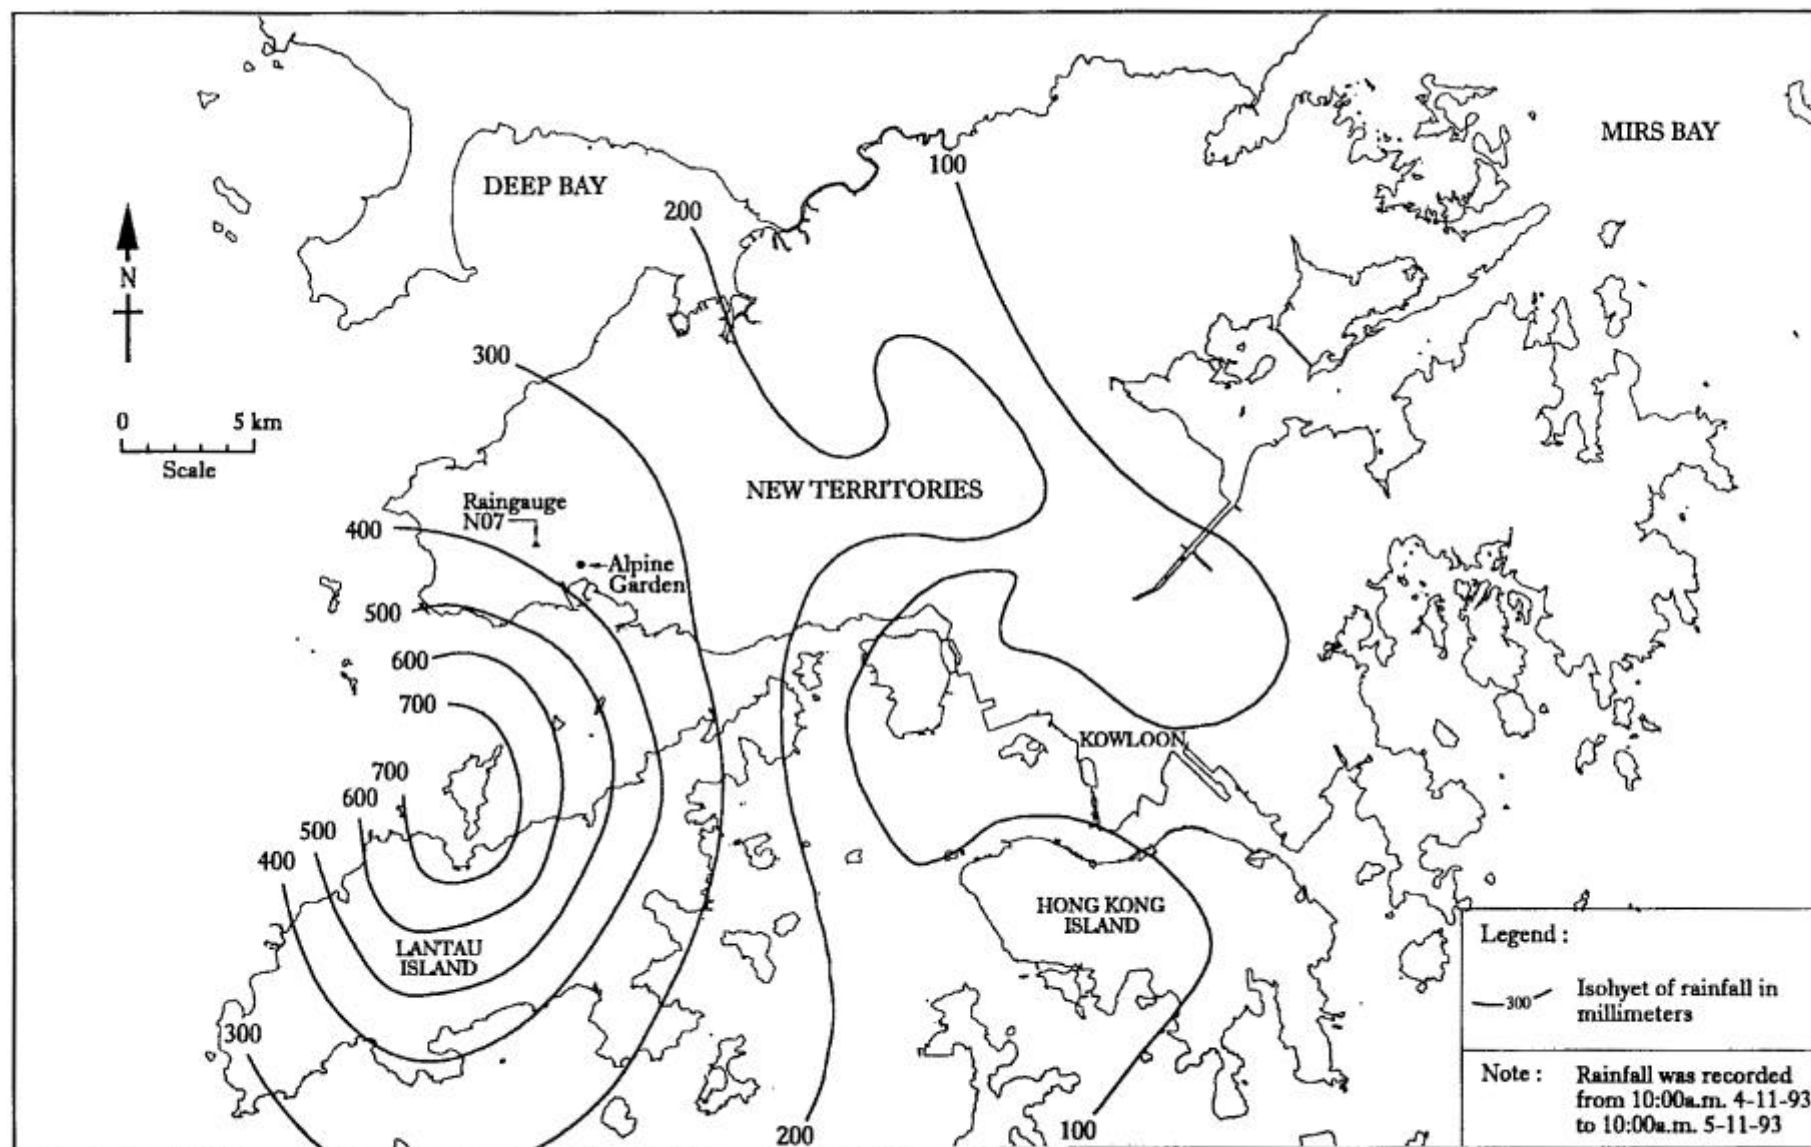 MIRS BAY
100
DEEP BAY
200
N
300
0 5 km
Scale
NEW TERRITORIES
Raingauge
N07
400
Alpine
Garden
500
600
700
KOWLOON
700
600
500
400
HONG KONG
ISLAND
LANTAU
ISLAND
300
200
100
Legend :
300
Isohyet of rainfall in
millimeters
Note :
Rainfall was recorded
from 10:00a.m. 4-11-93
to 10:00a.m. 5-11-93